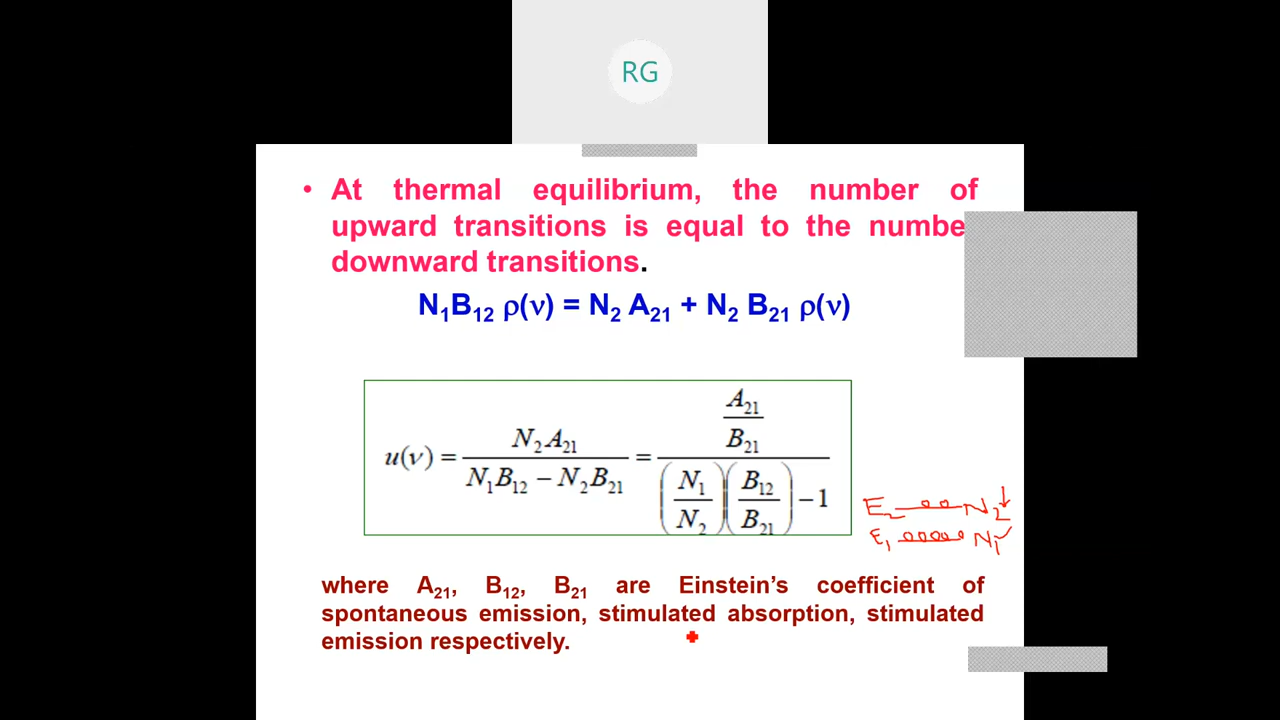 RG
• At thermal equilibrium, the number of
upward transitions is equal to the numbe
downward transitions.
N₁B₁₂ ρ(ν) = N₂ A₂₁ + N₂ B₂₁ ρ(ν)
u(ν) = N₂A₂₁ / (N₁B₁₂ − N₂B₂₁) = (A₂₁ / B₂₁) / ((N₁ / N₂)(B₁₂ / B₂₁) − 1)
E₂ N₂ ↓
E₁ N₁
where A₂₁, B₁₂, B₂₁ are Einstein’s coefficient of
spontaneous emission, stimulated absorption, stimulated
emission respectively.